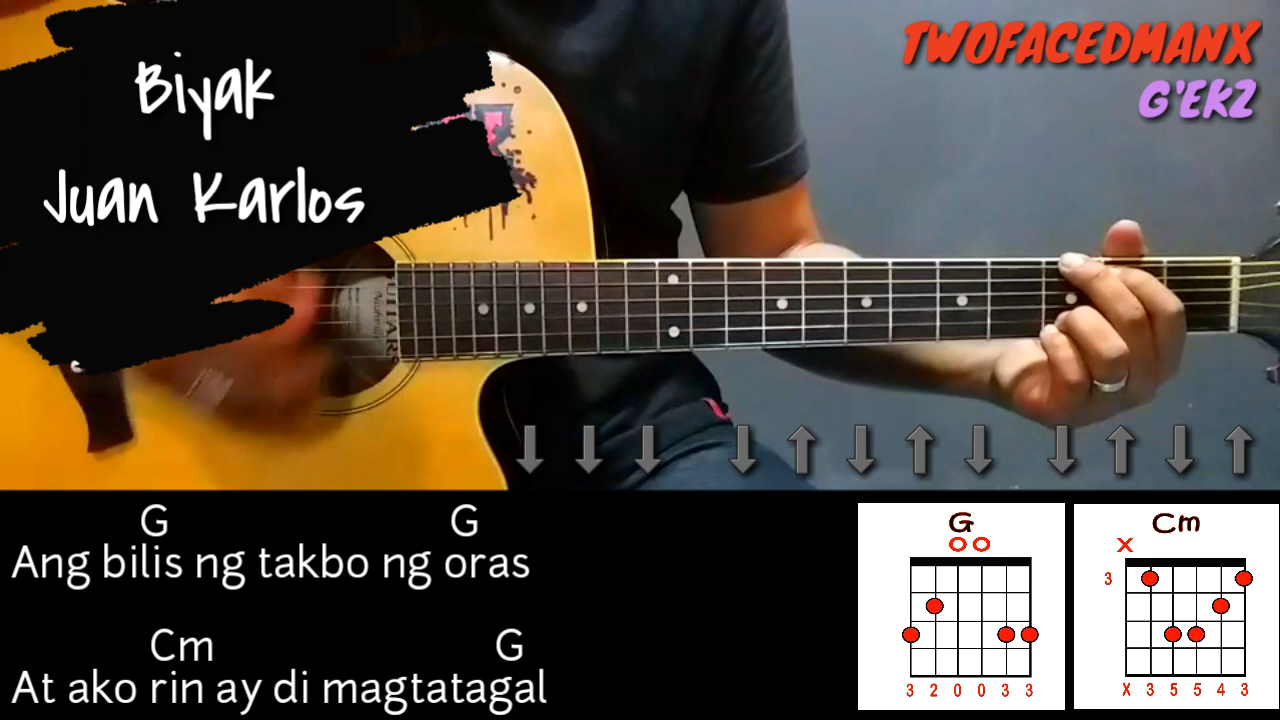 Biyak
Juan Karlos
TWOFACEDMANX
G'EKZ
G G
Ang bilis ng takbo ng oras
Cm G
At ako rin ay di magtatagal
G
O O
3 2 0 0 3 3
Cm
X
3
X 3 5 5 4 3